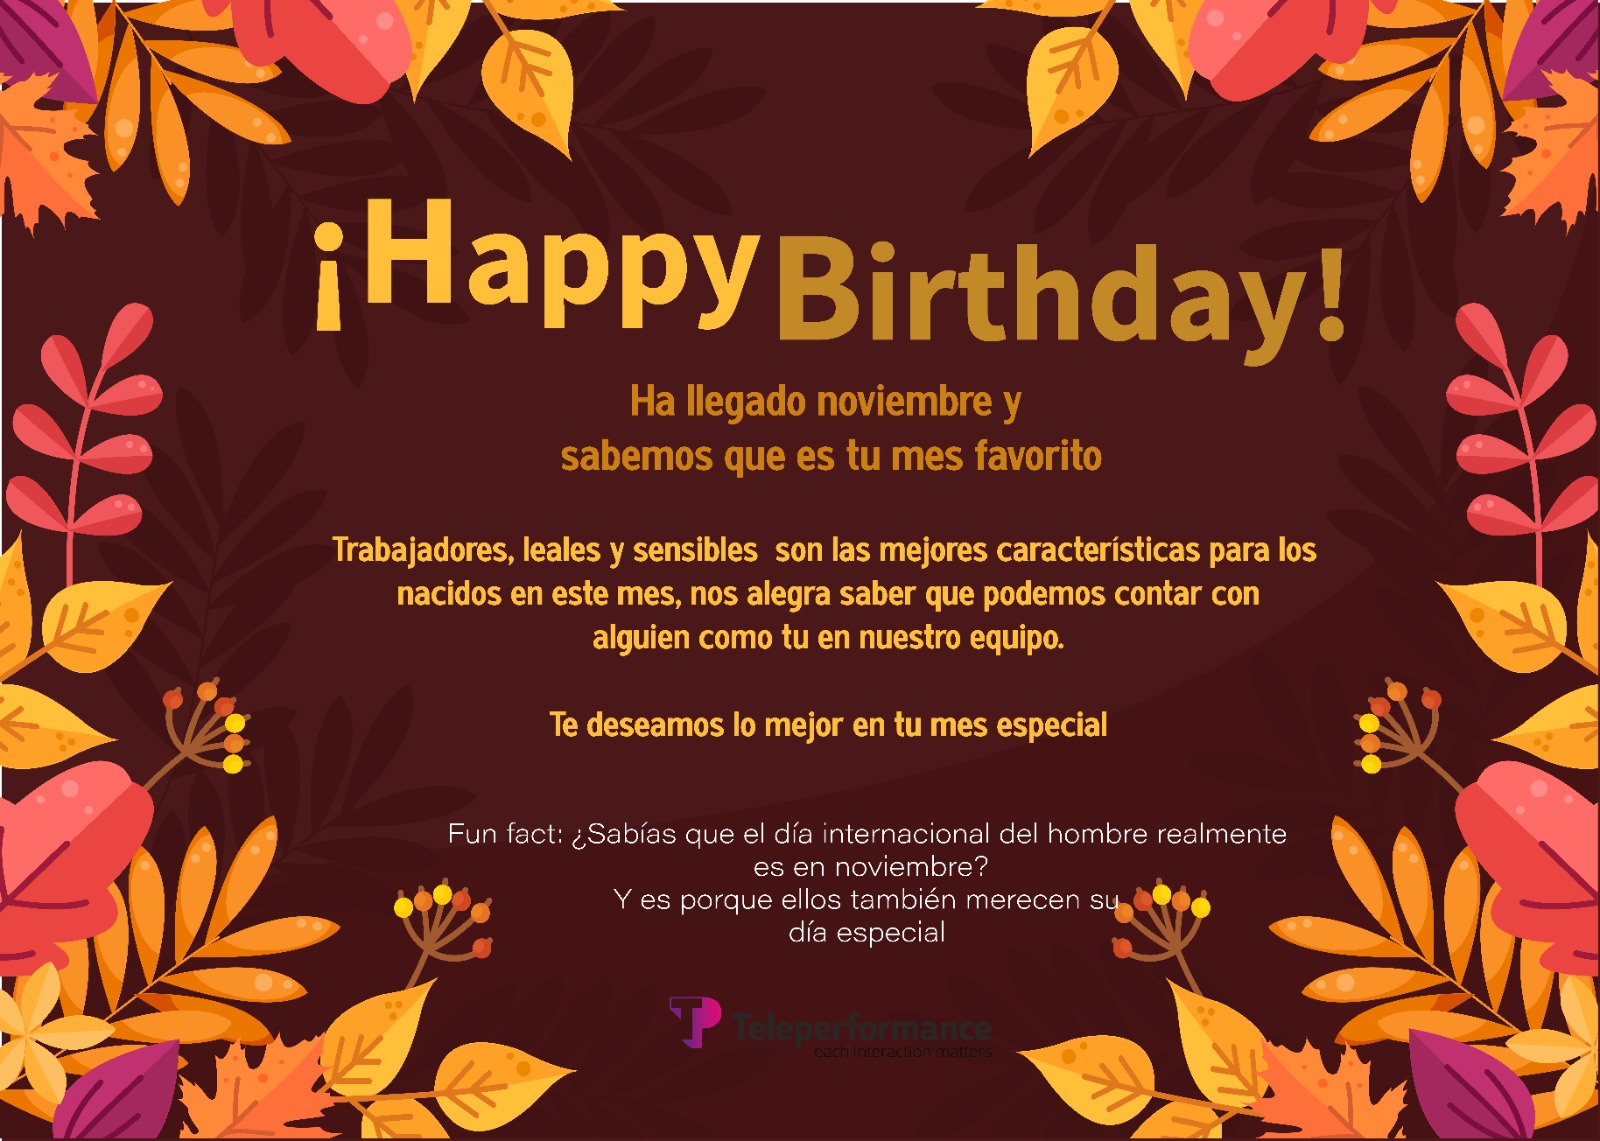 ¡Happy Birthday!
Ha llegado noviembre y
sabemos que es tu mes favorito
Trabajadores, leales y sensibles  son las mejores características para los
nacidos en este mes, nos alegra saber que podemos contar con
alguien como tu en nuestro equipo.
Te deseamos lo mejor en tu mes especial
Fun fact: ¿Sabías que el día internacional del hombre realmente
es en noviembre?
Y es porque ellos también merecen su
día especial
Teleperformance
each interaction matters